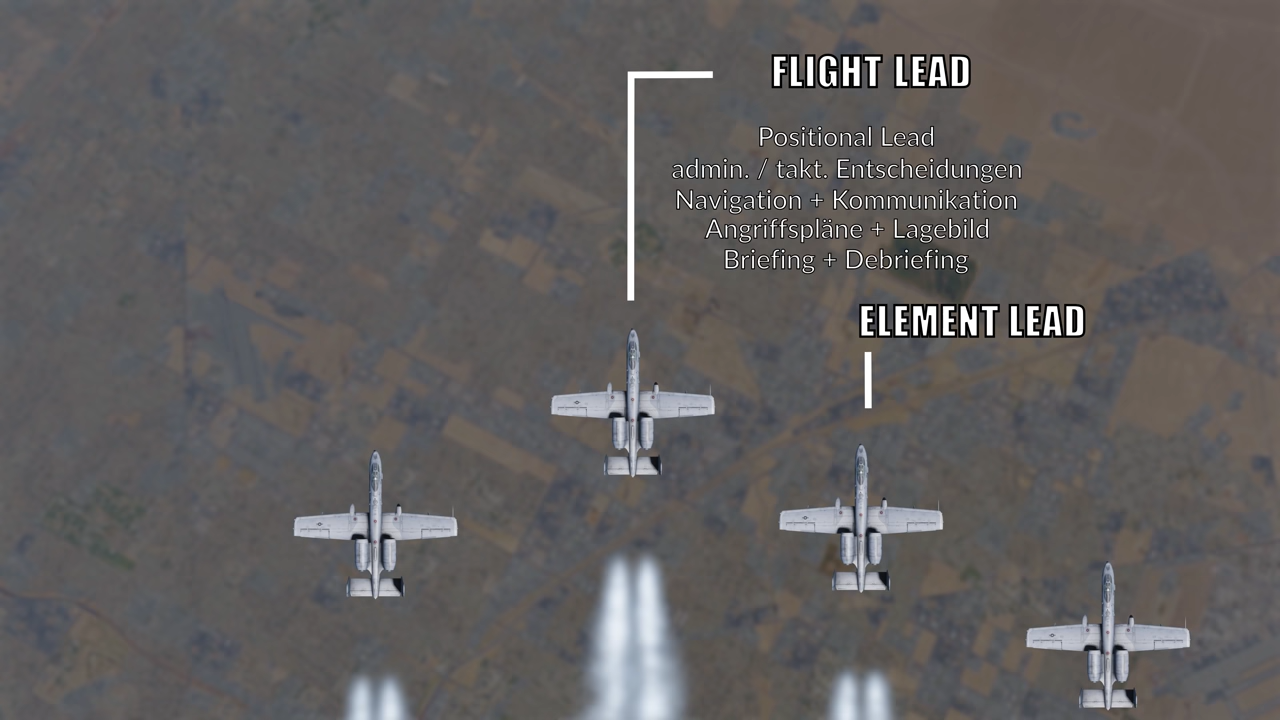 FLIGHT LEAD
Positional Lead
admin. / takt. Entscheidungen
Navigation + Kommunikation
Angriffspläne + Lagebild
Briefing + Debriefing
ELEMENT LEAD